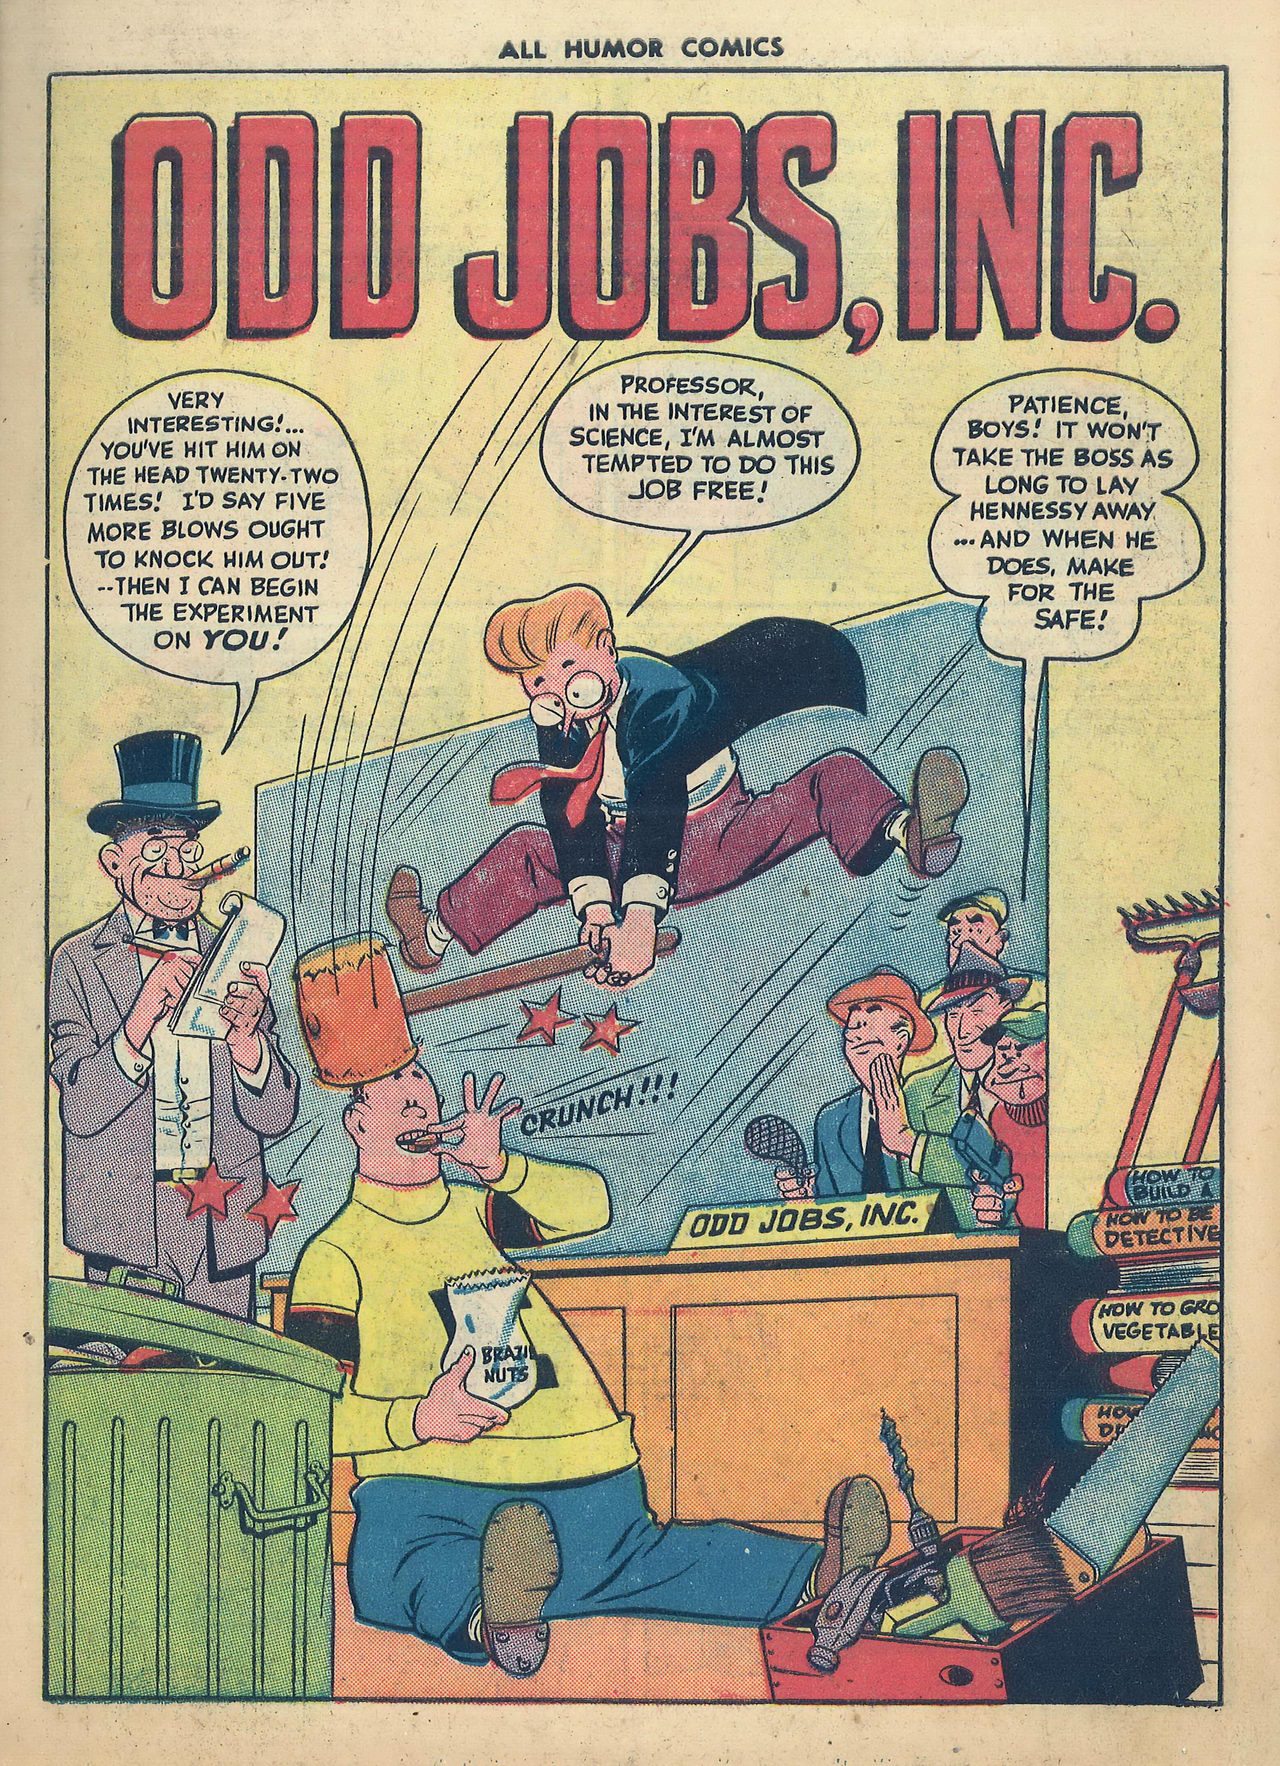 ALL HUMOR COMICS
ODD JOBS, INC.
VERY
INTERESTING!...
YOU'VE HIT HIM ON
THE HEAD TWENTY-TWO
TIMES! I'D SAY FIVE
MORE BLOWS OUGHT
TO KNOCK HIM OUT!
--THEN I CAN BEGIN
THE EXPERIMENT
ON YOU!
PROFESSOR,
IN THE INTEREST OF
SCIENCE, I'M ALMOST
TEMPTED TO DO THIS
JOB FREE!
PATIENCE,
BOYS! IT WON'T
TAKE THE BOSS AS
LONG TO LAY
HENNESSY AWAY
...AND WHEN HE
DOES, MAKE
FOR THE
SAFE!
CRUNCH!!!
ODD JOBS, INC.
BRAZIL
NUTS
HOW TO
BUILD A
HOW TO BE
DETECTIVE
HOW TO GRO
VEGETABLE
HOW